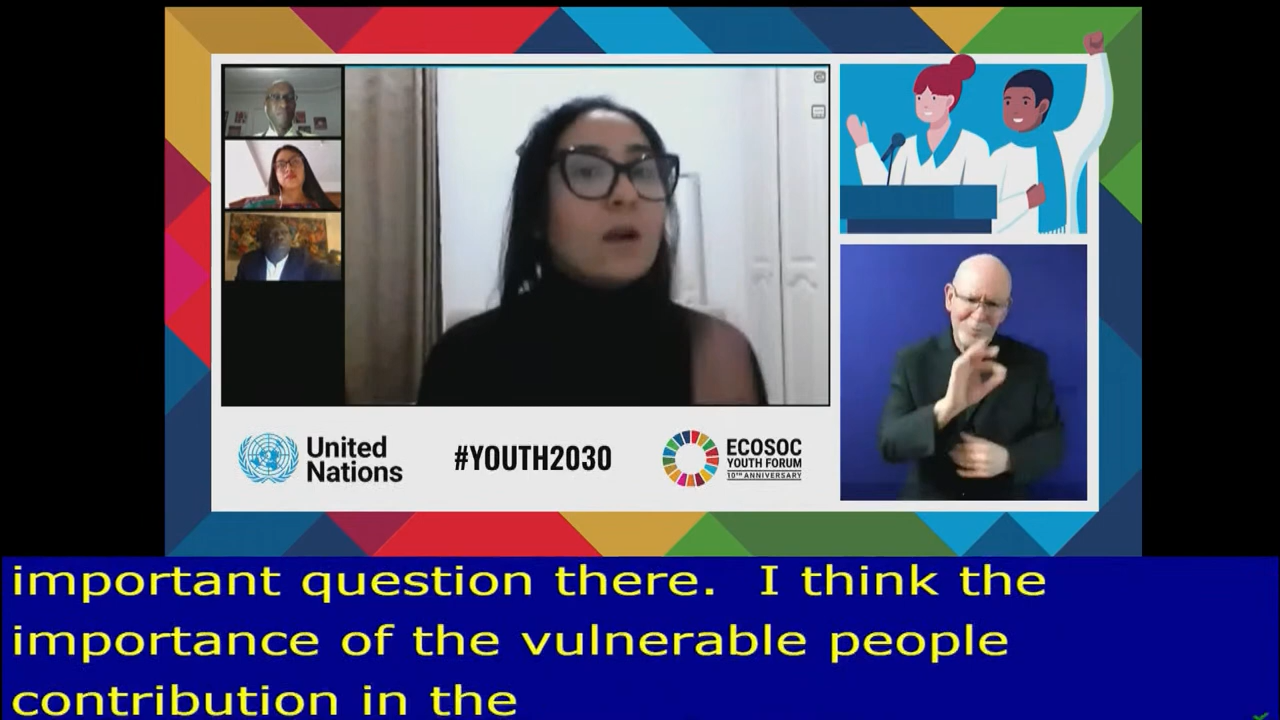 United
Nations
#YOUTH2030
ECOSOC
YOUTH FORUM
10TH ANNIVERSARY
important question there.  I think the
importance of the vulnerable people
contribution in the